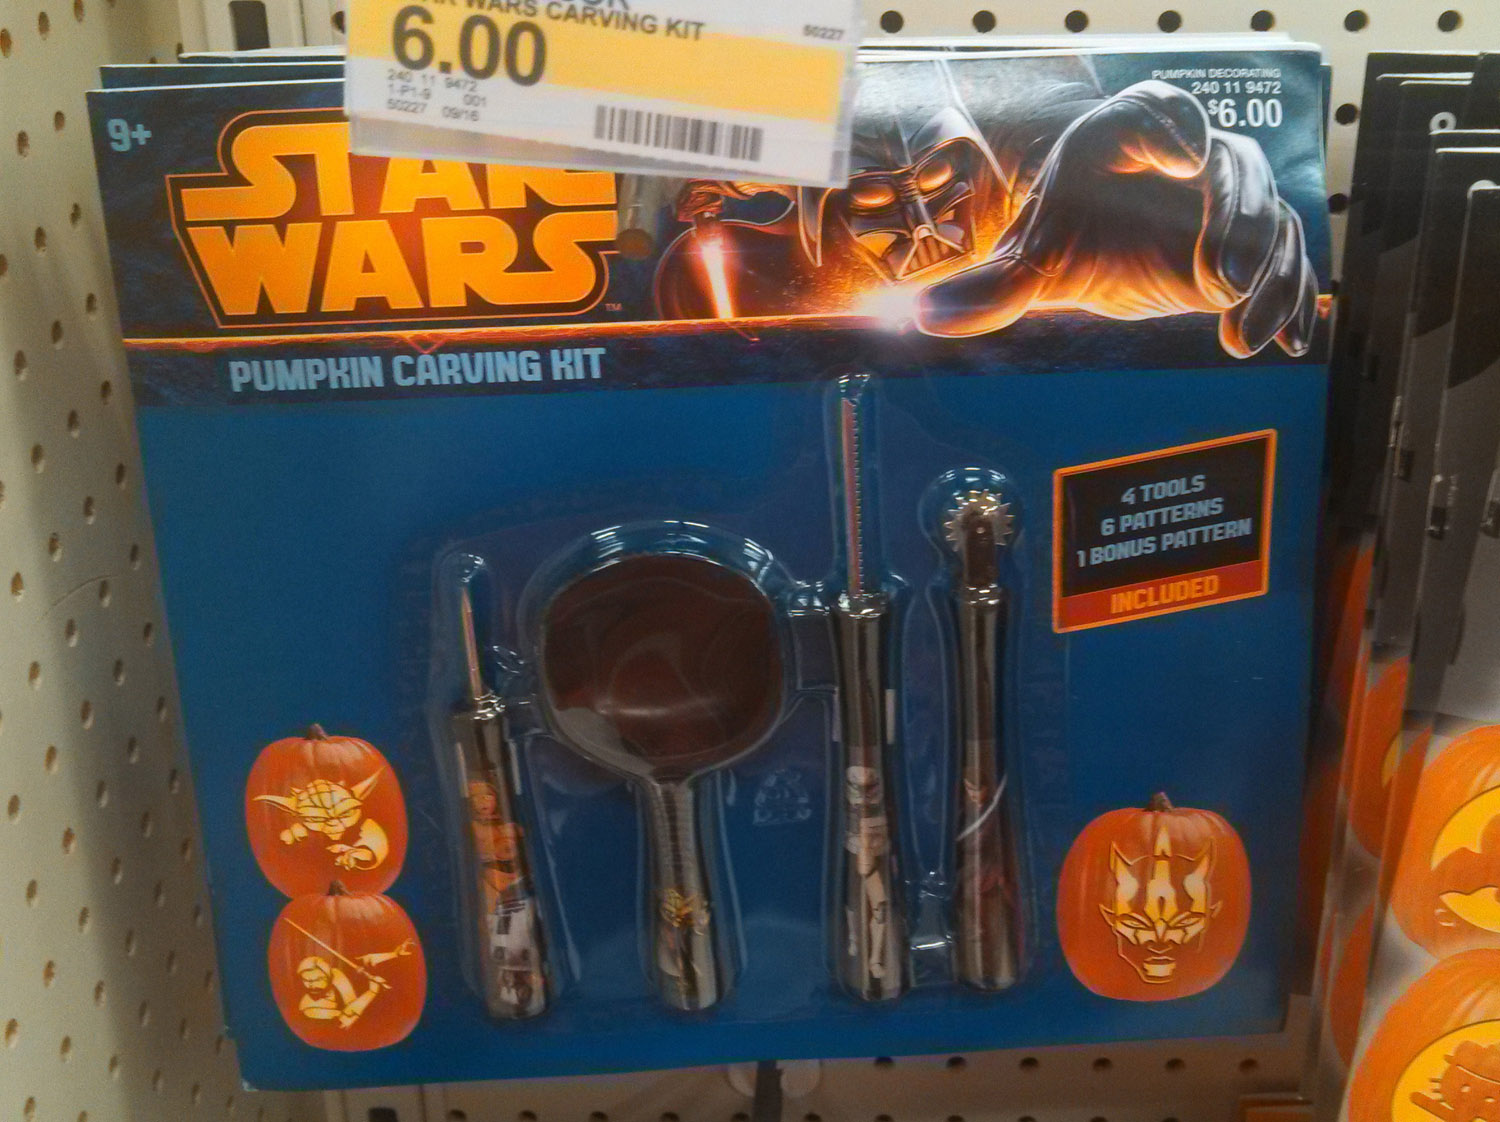 WARS CARVING KIT
50227
6.00
240 11 9472
1-P1-9 001
50227 09/16
PUMPKIN DECORATING
240 11 9472
$6.00
9+
STAR
WARS
TM
PUMPKIN CARVING KIT
4 TOOLS
6 PATTERNS
1 BONUS PATTERN
INCLUDED